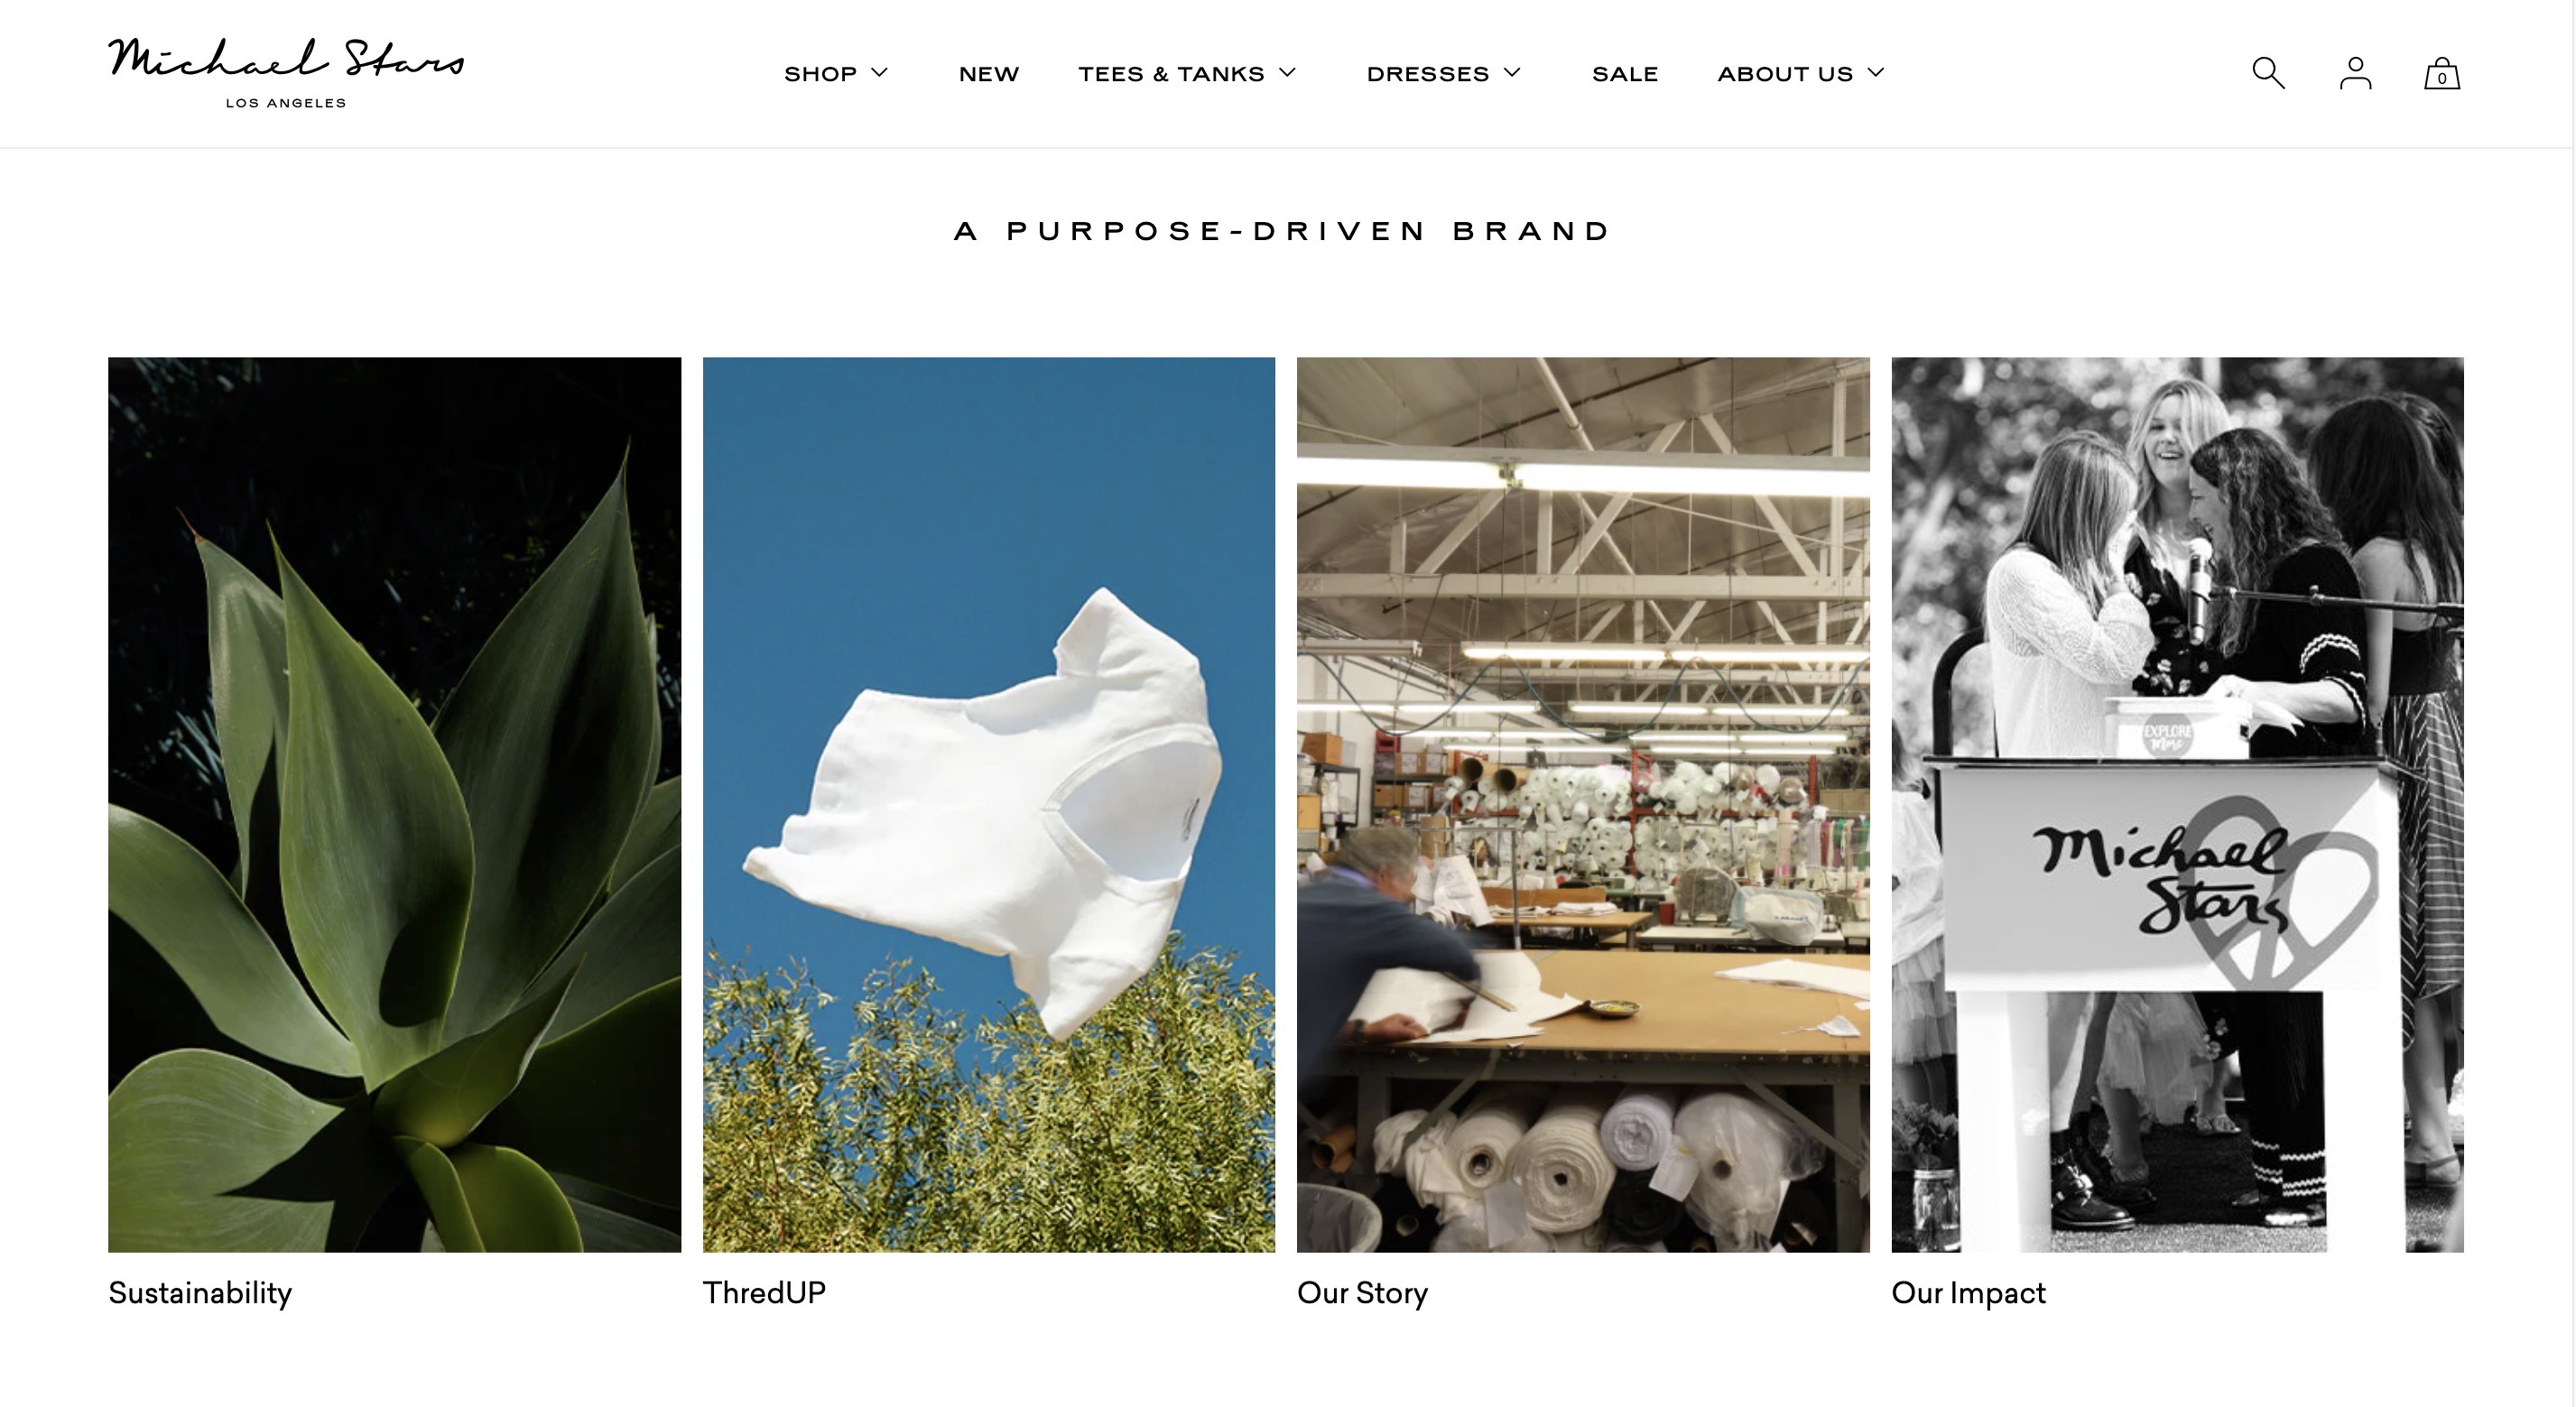 Michael Stars
LOS ANGELES
SHOP
NEW
TEES & TANKS
DRESSES
SALE
ABOUT US
0
A PURPOSE-DRIVEN BRAND
EXPLORE
More
Michael
Stars
Sustainability
ThredUP
Our Story
Our Impact